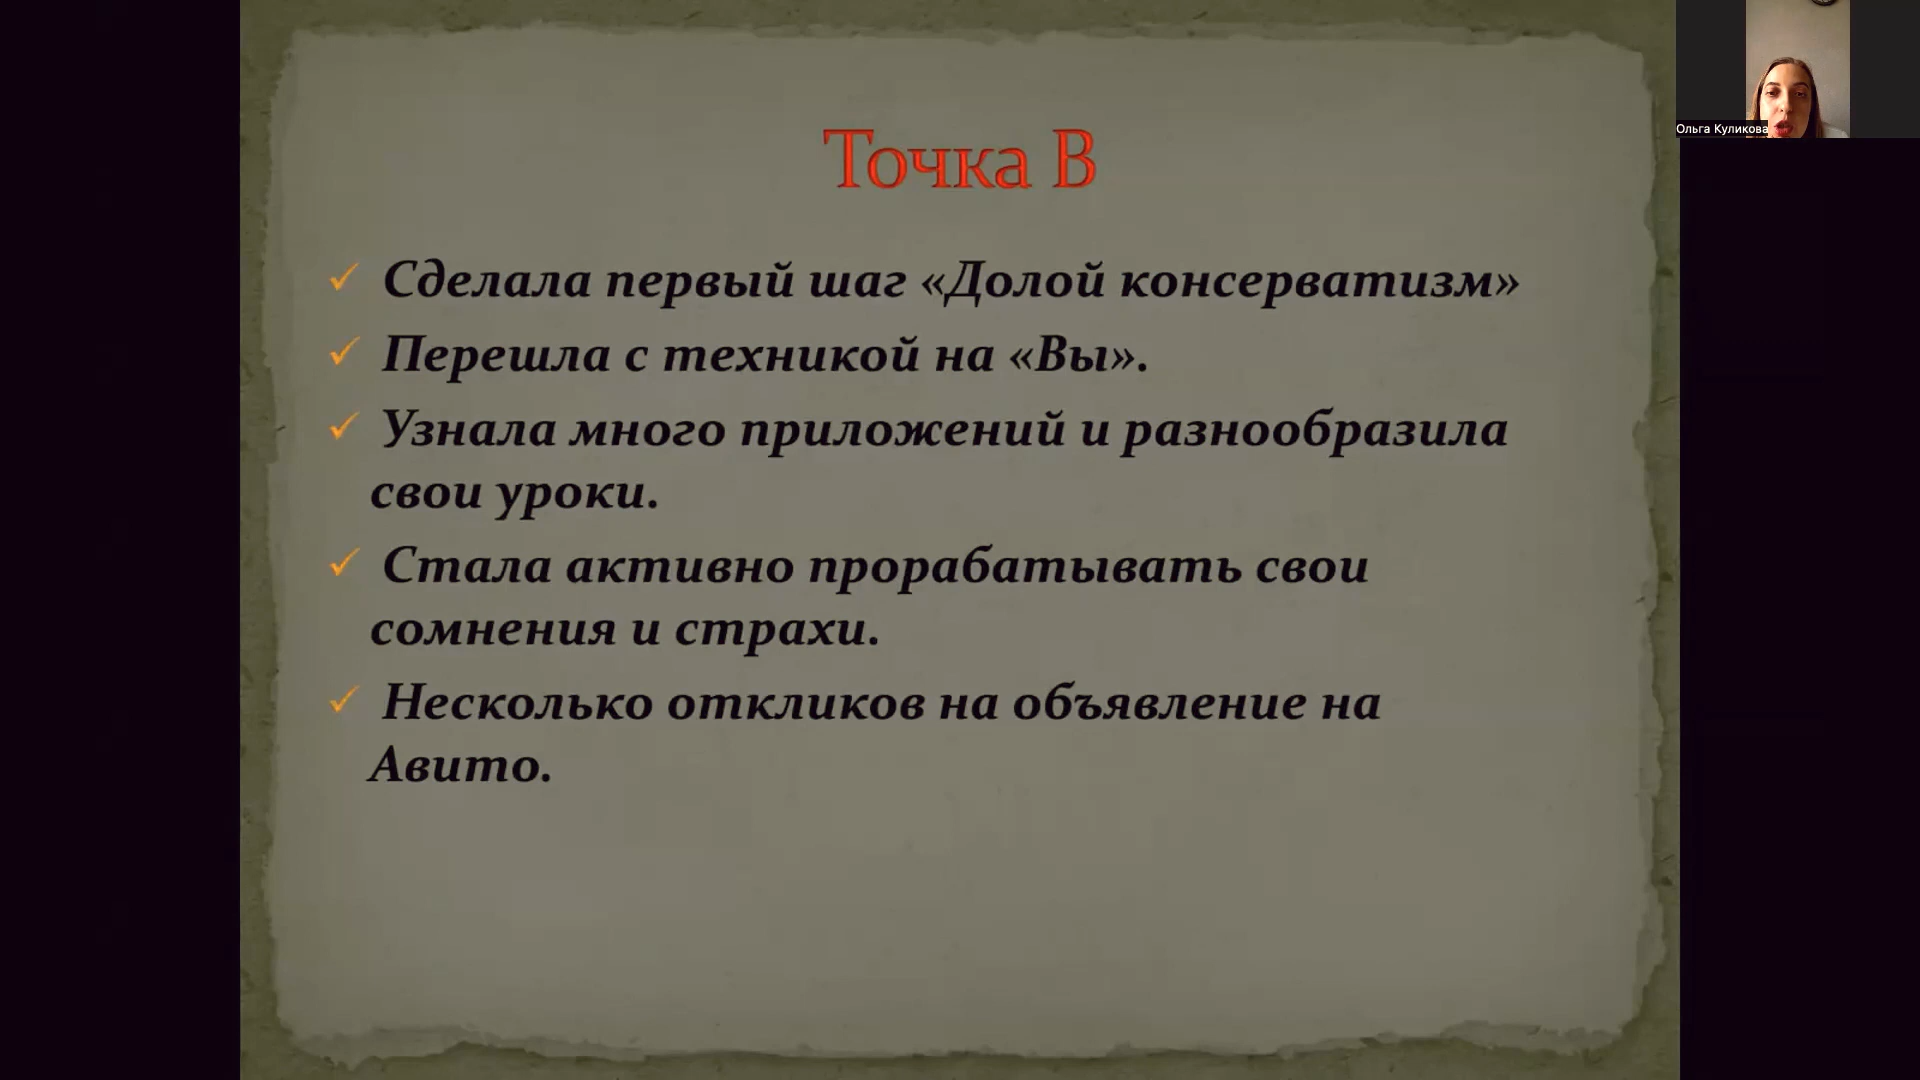 Точка В
Сделала первый шаг «Долой консерватизм»
Перешла с техникой на «Вы».
Узнала много приложений и разнообразила
свои уроки.
Стала активно прорабатывать свои
сомнения и страхи.
Несколько откликов на объявление на
Авито.
Ольга Куликова